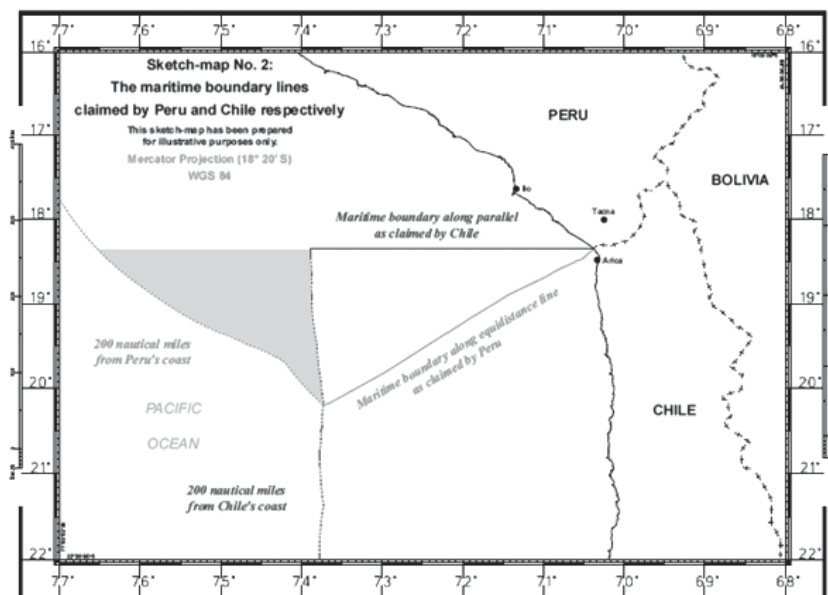 77° 76° 75° 74° 73° 72° 71° 70° 69° 68°
16° 16°
Sketch-map No. 2:
The maritime boundary lines
claimed by Peru and Chile respectively
This sketch-map has been prepared
for illustrative purposes only.
Mercator Projection (18° 20' S)
WGS 84
PERU
17° 17°
BOLIVIA
Ilo
Tacna
18° 18°
Maritime boundary along parallel
as claimed by Chile
Arica
19° 19°
200 nautical miles
from Peru's coast
Maritime boundary along equidistance line
as claimed by Peru
20° 20°
PACIFIC
OCEAN
CHILE
21° 21°
200 nautical miles
from Chile's coast
22° 22°
77° 76° 75° 74° 73° 72° 71° 70° 69° 68°